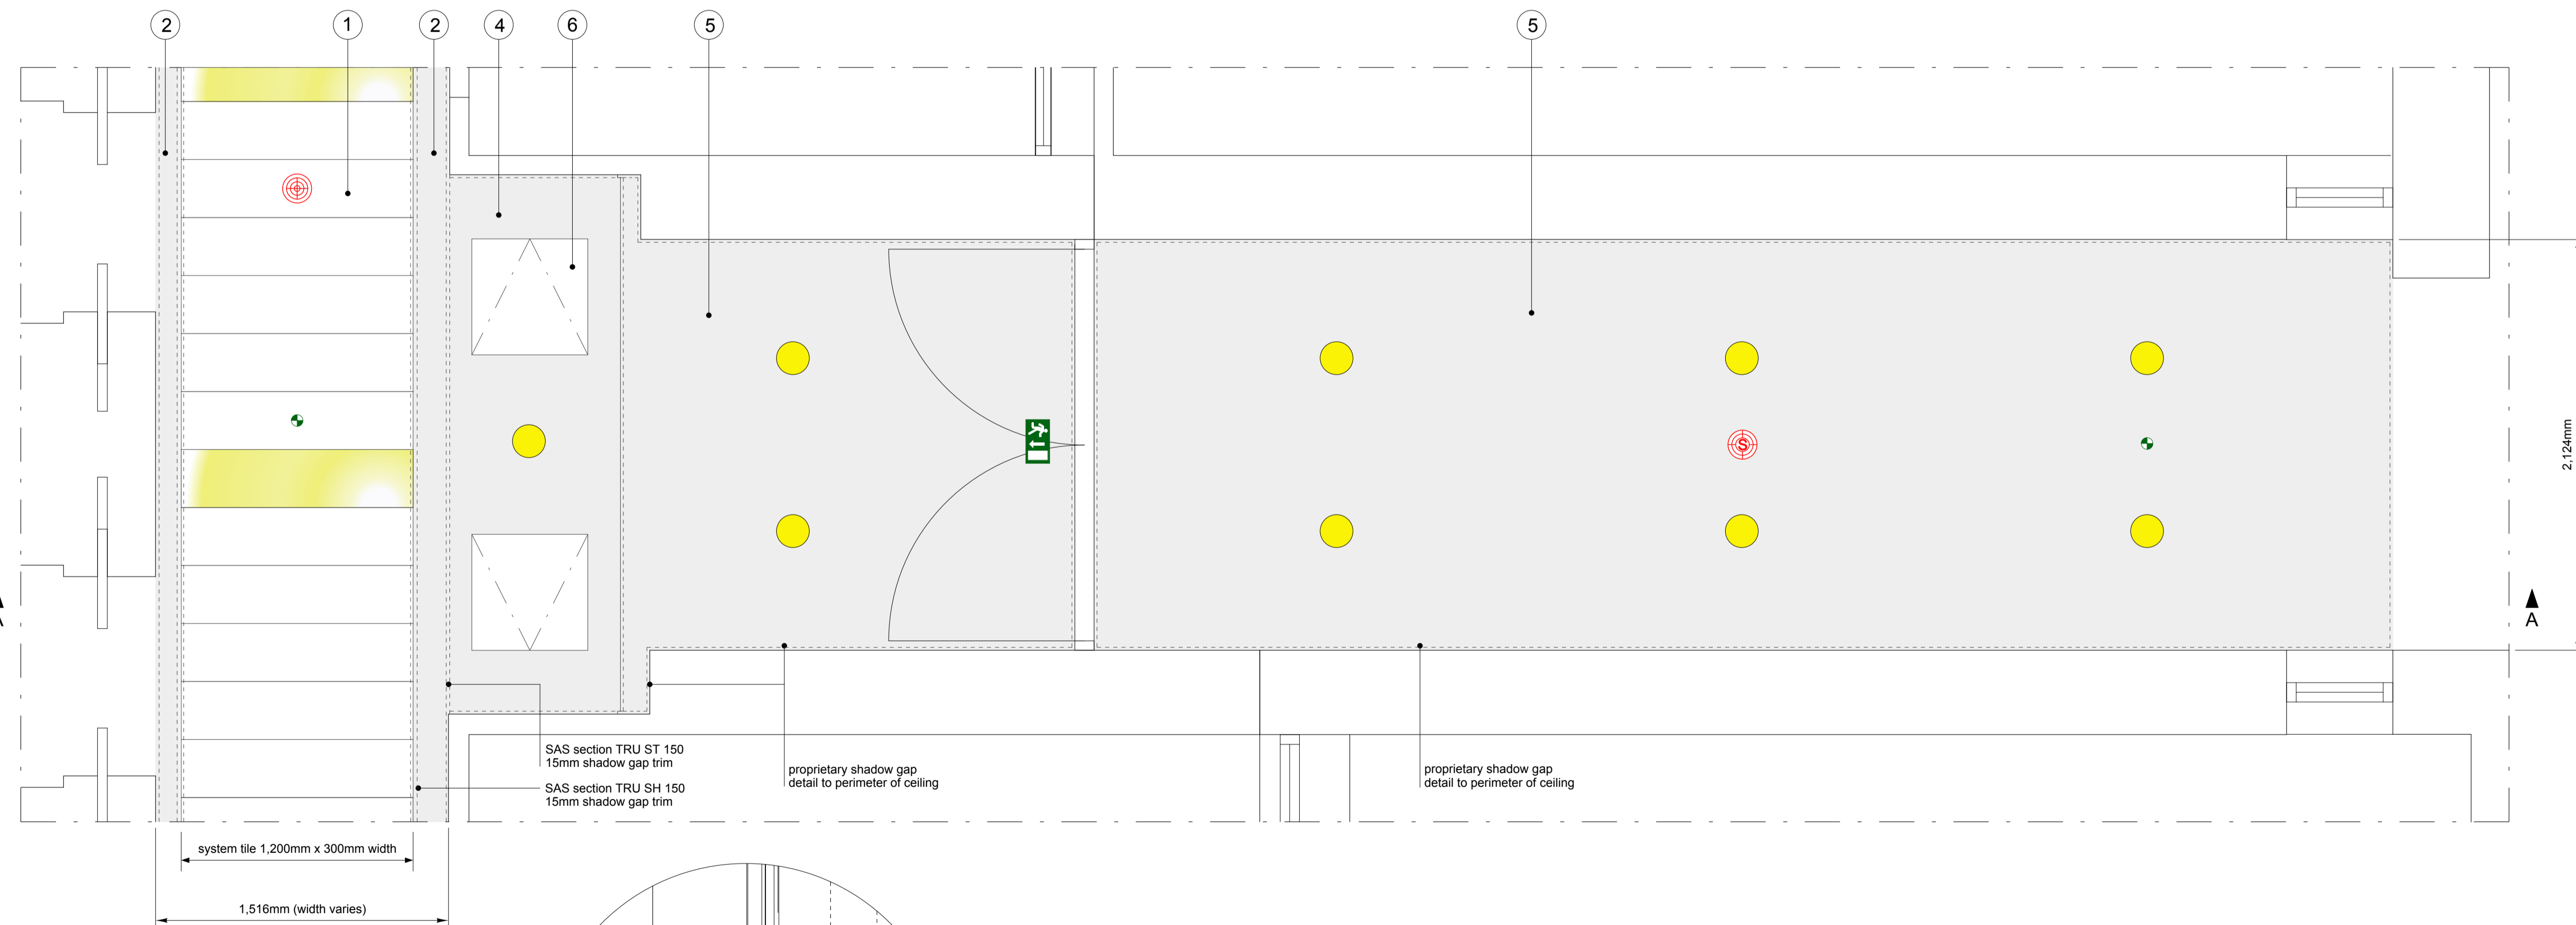 2
1
2
4
6
5
5
S
2,124mm
A
A
SAS section TRU ST 150
15mm shadow gap trim
SAS section TRU SH 150
15mm shadow gap trim
proprietary shadow gap
detail to perimeter of ceiling
proprietary shadow gap
detail to perimeter of ceiling
system tile 1,200mm x 300mm width
1,516mm (width varies)